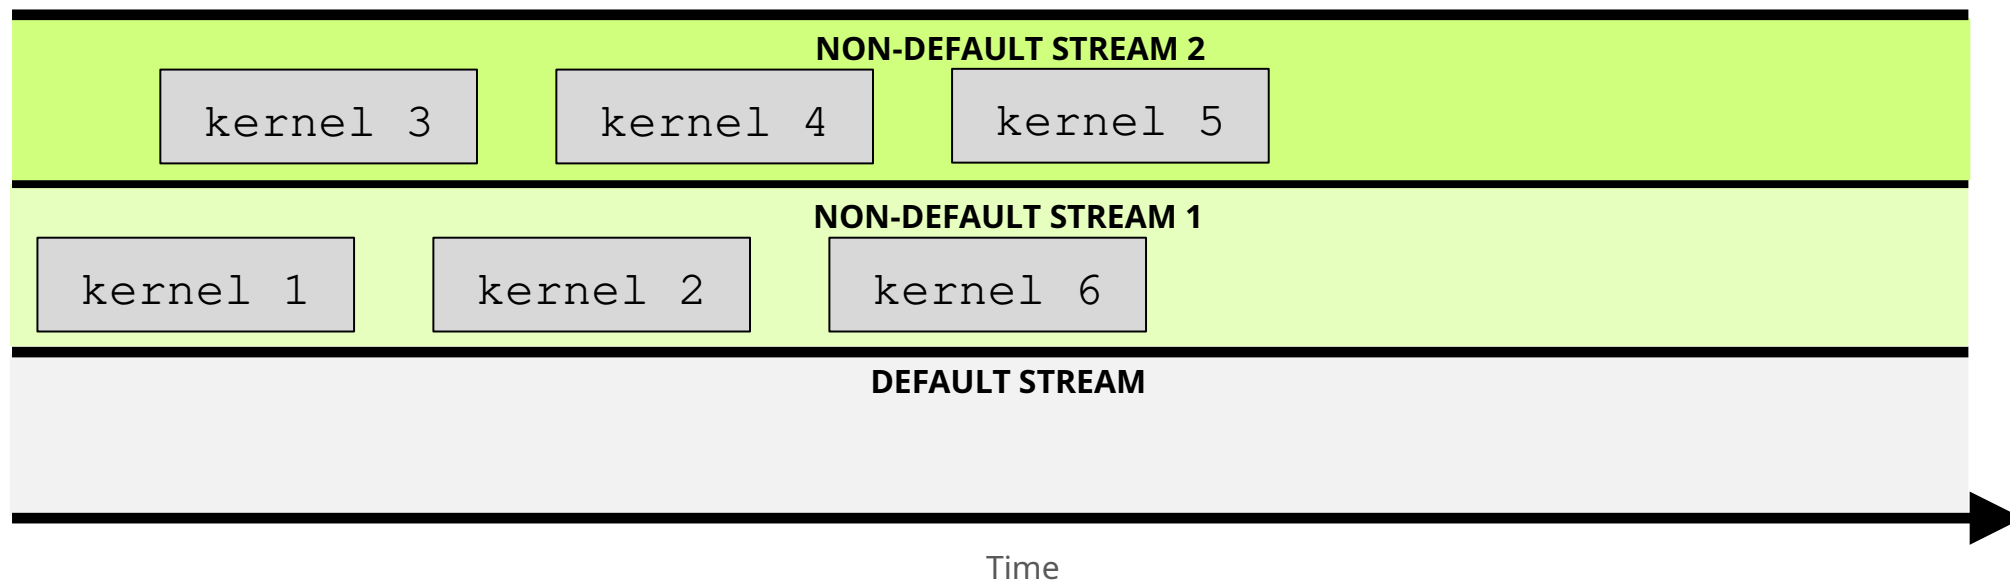 NON-DEFAULT STREAM 2
kernel 3 kernel 4 kernel 5
NON-DEFAULT STREAM 1
kernel 1 kernel 2 kernel 6
DEFAULT STREAM
Time